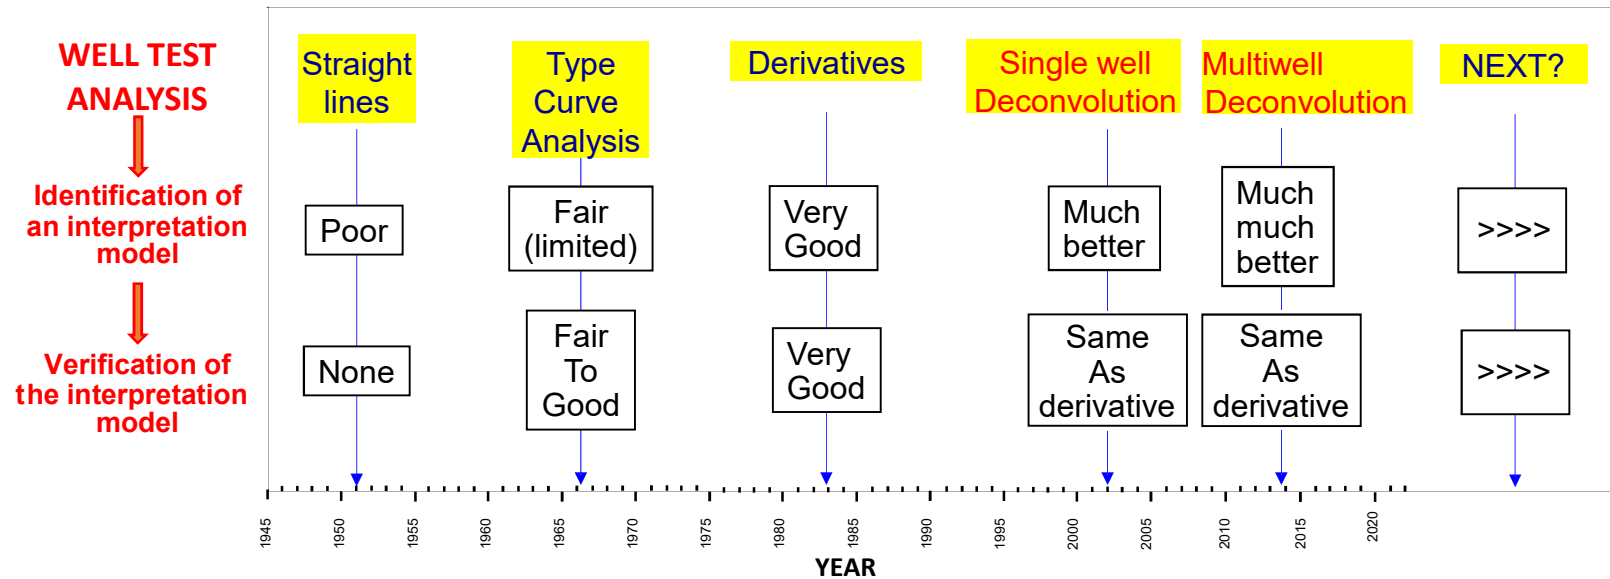 WELL TEST
ANALYSIS
Identification of
an interpretation
model
Verification of
the interpretation
model
Straight
lines
Poor
None
Type
Curve
Analysis
Fair
(limited)
Fair
To
Good
Derivatives
Very
Good
Very
Good
Single well
Deconvolution
Much
better
Same
As
derivative
Multiwell
Deconvolution
Much
much
better
Same
As
derivative
NEXT?
>>>>
>>>>
1945
1950
1955
1960
1965
1970
1975
1980
1985
1990
1995
2000
2005
2010
2015
2020
YEAR